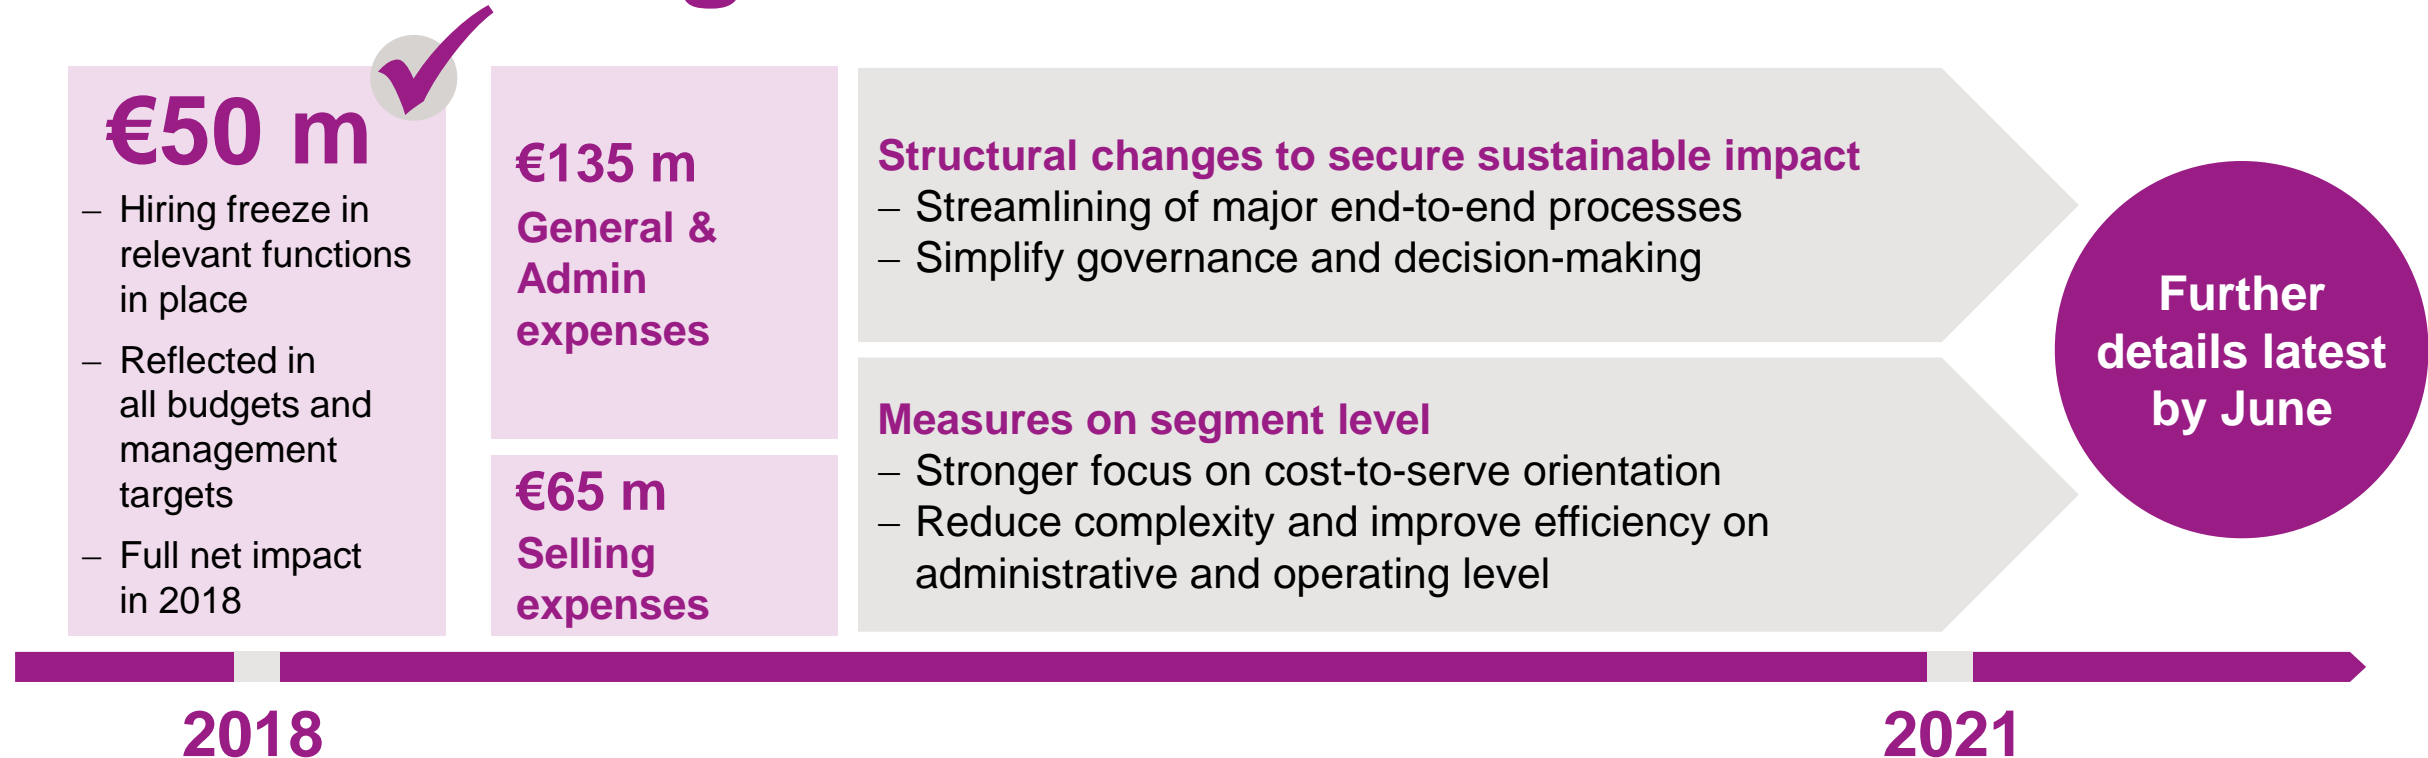 €50 m
– Hiring freeze in
relevant functions
in place
– Reflected in
all budgets and
management
targets
– Full net impact
in 2018
€135 m
General &
Admin
expenses
€65 m
Selling
expenses
Structural changes to secure sustainable impact
– Streamlining of major end-to-end processes
– Simplify governance and decision-making
Measures on segment level
– Stronger focus on cost-to-serve orientation
– Reduce complexity and improve efficiency on
administrative and operating level
Further
details latest
by June
2018
2021